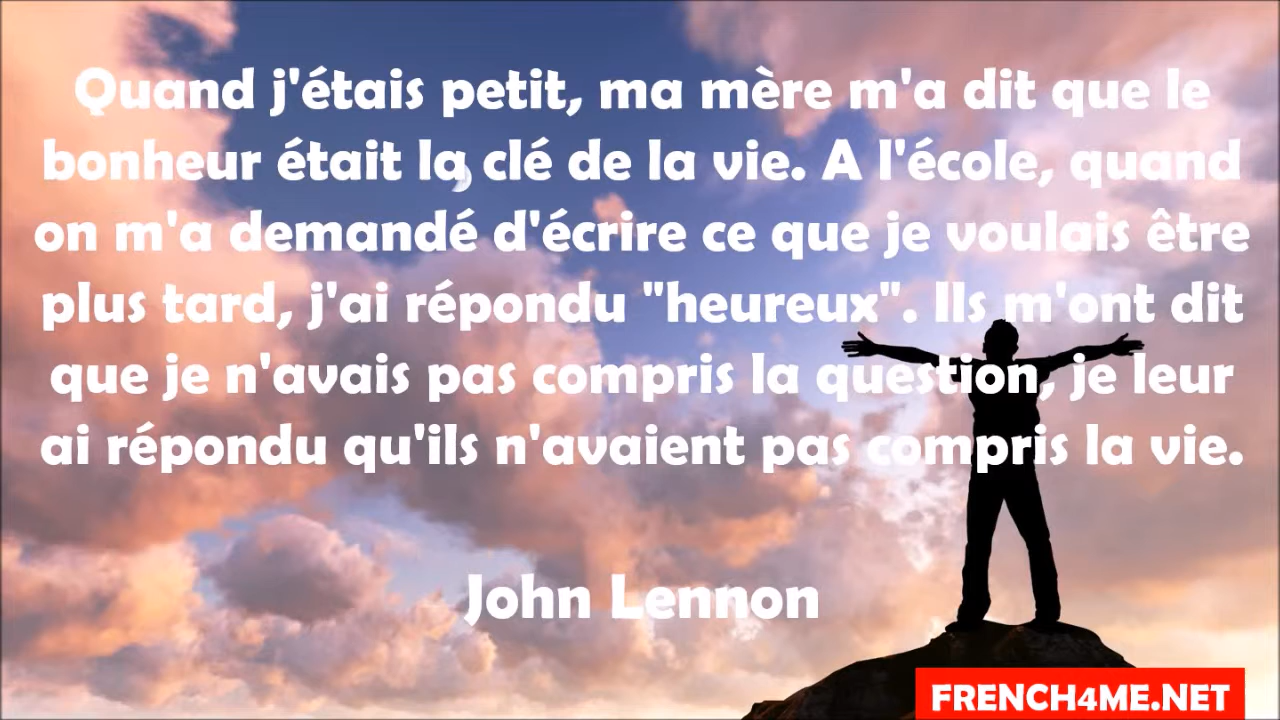 Quand j'étais petit, ma mère m'a dit que le
bonheur était la clé de la vie. A l'école, quand
on m'a demandé d'écrire ce que je voulais être
plus tard, j'ai répondu "heureux". Ils m'ont dit
que je n'avais pas compris la question, je leur
ai répondu qu'ils n'avaient pas compris la vie.
John Lennon
FRENCH4ME.NET